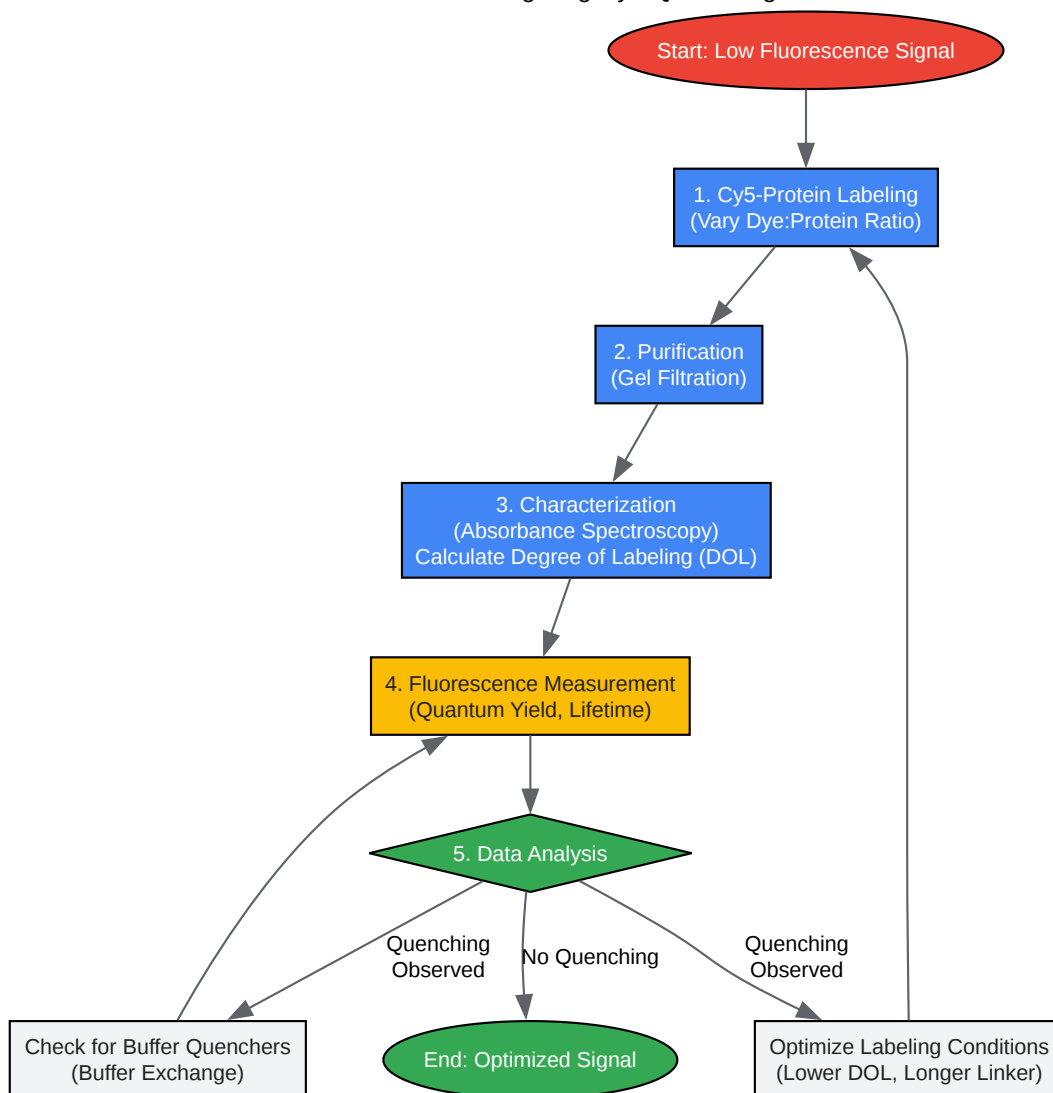 Start: Low Fluorescence Signal
1. Cy5-Protein Labeling
(Vary Dye:Protein Ratio)
2. Purification
(Gel Filtration)
3. Characterization
(Absorbance Spectroscopy)
Calculate Degree of Labeling (DOL)
4. Fluorescence Measurement
(Quantum Yield, Lifetime)
5. Data Analysis
Quenching
Observed
No Quenching
Quenching
Observed
Check for Buffer Quenchers
(Buffer Exchange)
End: Optimized Signal
Optimize Labeling Conditions
(Lower DOL, Longer Linker)